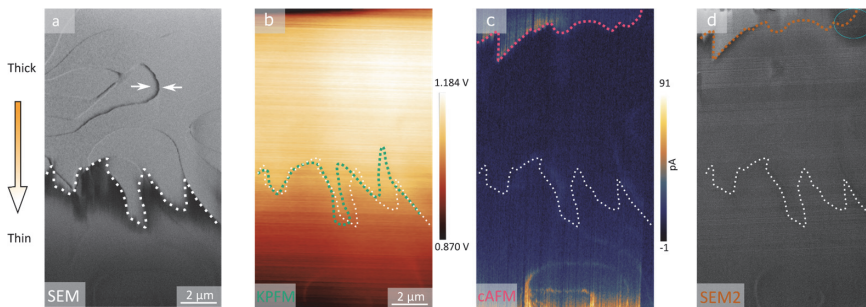 a
b
c
d
Thick
Thin
1.184 V
0.870 V
91
pA
-1
SEM
2 μm
KPFM
2 μm
cAFM
SEM2